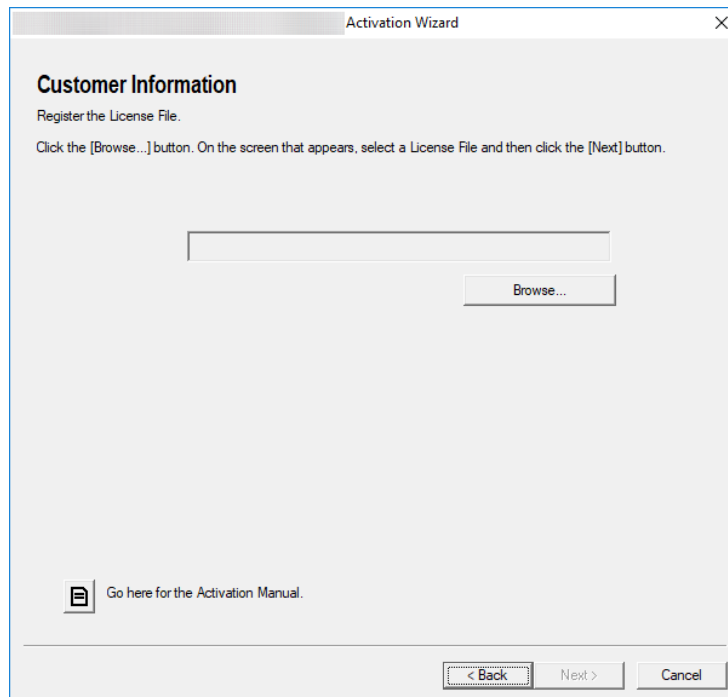 Activation Wizard
Customer Information
Register the License File.
Click the [Browse...] button. On the screen that appears, select a License File and then click the [Next] button.
Browse...
Go here for the Activation Manual.
< Back
Next >
Cancel